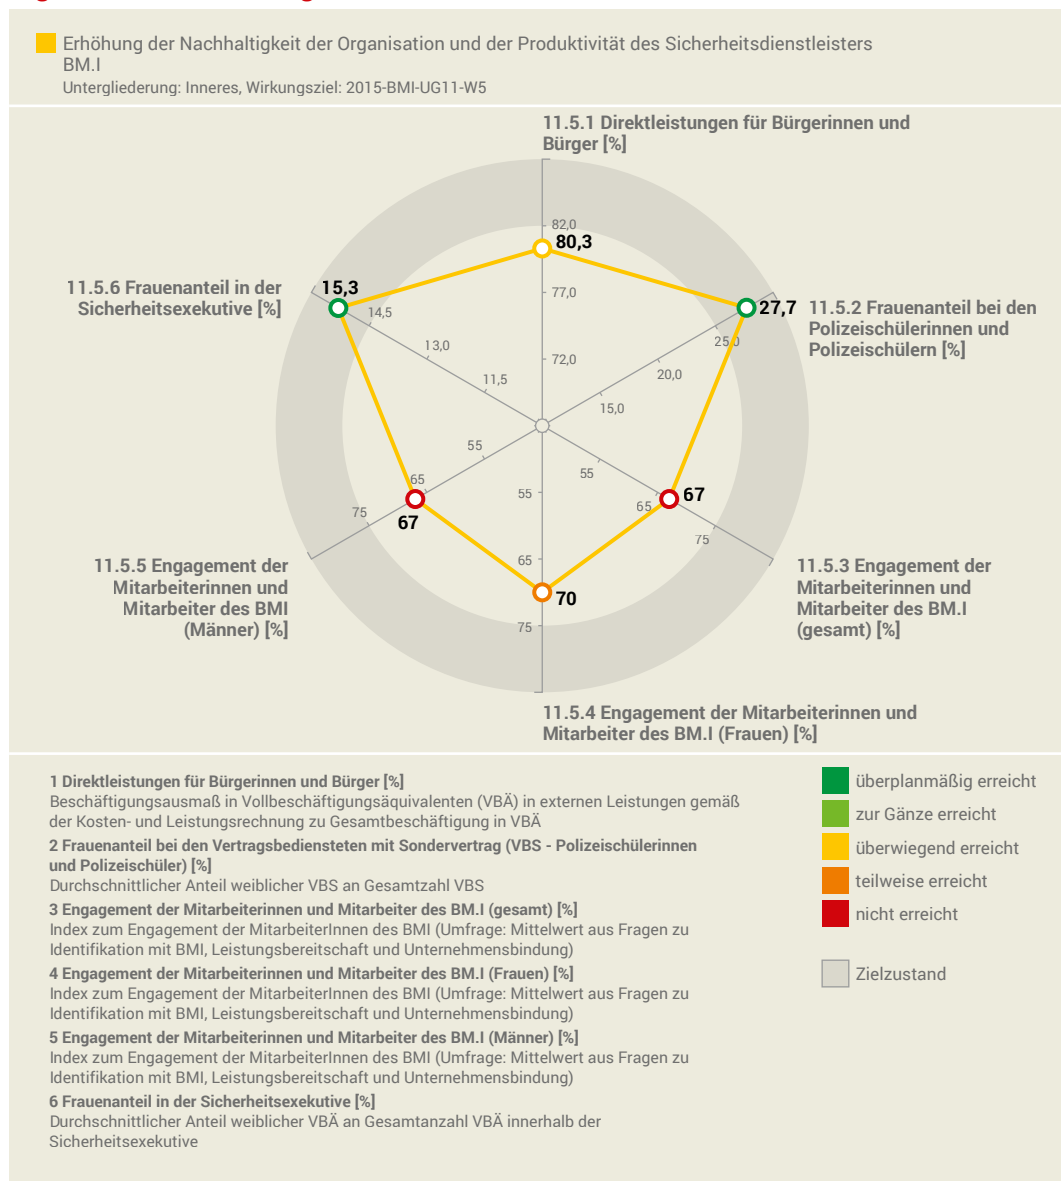 Erhöhung der Nachhaltigkeit der Organisation und der Produktivität des Sicherheitsdienstleisters
BM.I
Untergliederung: Inneres, Wirkungsziel: 2015-BMI-UG11-W5
11.5.1 Direktleistungen für Bürgerinnen und
Bürger [%]
82,0
80,3
77,0
72,0
11.5.6 Frauenanteil in der
Sicherheitsexekutive [%]
15,3
14,5
13,0
11,5
27,7
11.5.2 Frauenanteil bei den
Polizeischülerinnen und
Polizeischülern [%]
25,0
20,0
15,0
55
65
67
75
11.5.5 Engagement der
Mitarbeiterinnen und
Mitarbeiter des BMI
(Männer) [%]
55
65
70
75
55
65
67
75
11.5.3 Engagement der
Mitarbeiterinnen und
Mitarbeiter des BM.I
(gesamt) [%]
11.5.4 Engagement der Mitarbeiterinnen und
Mitarbeiter des BM.I (Frauen) [%]
1 Direktleistungen für Bürgerinnen und Bürger [%]
Beschäftigungsausmaß in Vollbeschäftigungsäquivalenten (VBÄ) in externen Leistungen gemäß
der Kosten- und Leistungsrechnung zu Gesamtbeschäftigung in VBÄ
2 Frauenanteil bei den Vertragsbediensteten mit Sondervertrag (VBS - Polizeischülerinnen
und Polizeischüler) [%]
Durchschnittlicher Anteil weiblicher VBS an Gesamtzahl VBS
3 Engagement der Mitarbeiterinnen und Mitarbeiter des BM.I (gesamt) [%]
Index zum Engagement der MitarbeiterInnen des BMI (Umfrage: Mittelwert aus Fragen zu
Identifikation mit BMI, Leistungsbereitschaft und Unternehmensbindung)
4 Engagement der Mitarbeiterinnen und Mitarbeiter des BM.I (Frauen) [%]
Index zum Engagement der MitarbeiterInnen des BMI (Umfrage: Mittelwert aus Fragen zu
Identifikation mit BMI, Leistungsbereitschaft und Unternehmensbindung)
5 Engagement der Mitarbeiterinnen und Mitarbeiter des BM.I (Männer) [%]
Index zum Engagement der MitarbeiterInnen des BMI (Umfrage: Mittelwert aus Fragen zu
Identifikation mit BMI, Leistungsbereitschaft und Unternehmensbindung)
6 Frauenanteil in der Sicherheitsexekutive [%]
Durchschnittlicher Anteil weiblicher VBÄ an Gesamtanzahl VBÄ innerhalb der
Sicherheitsexekutive
überplanmäßig erreicht
zur Gänze erreicht
überwiegend erreicht
teilweise erreicht
nicht erreicht
Zielzustand